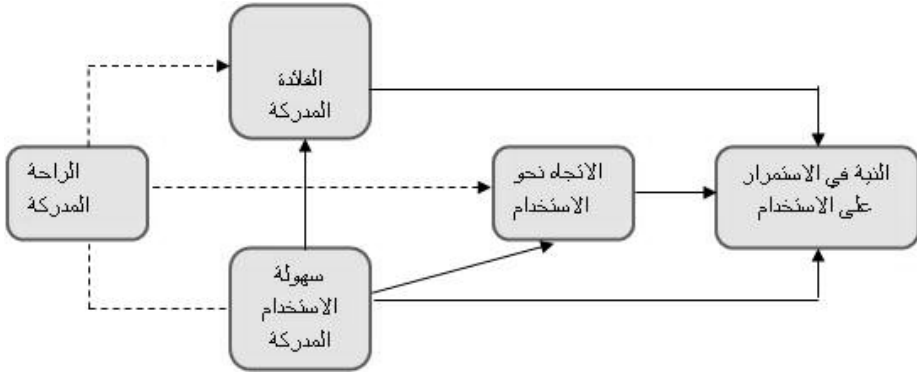 الفائدة
المدركة
الراحة
المدركة
الاتجاه نحو
الاستخدام
النية في الاستمرار
على الاستخدام
سهولة
الاستخدام
المدركة